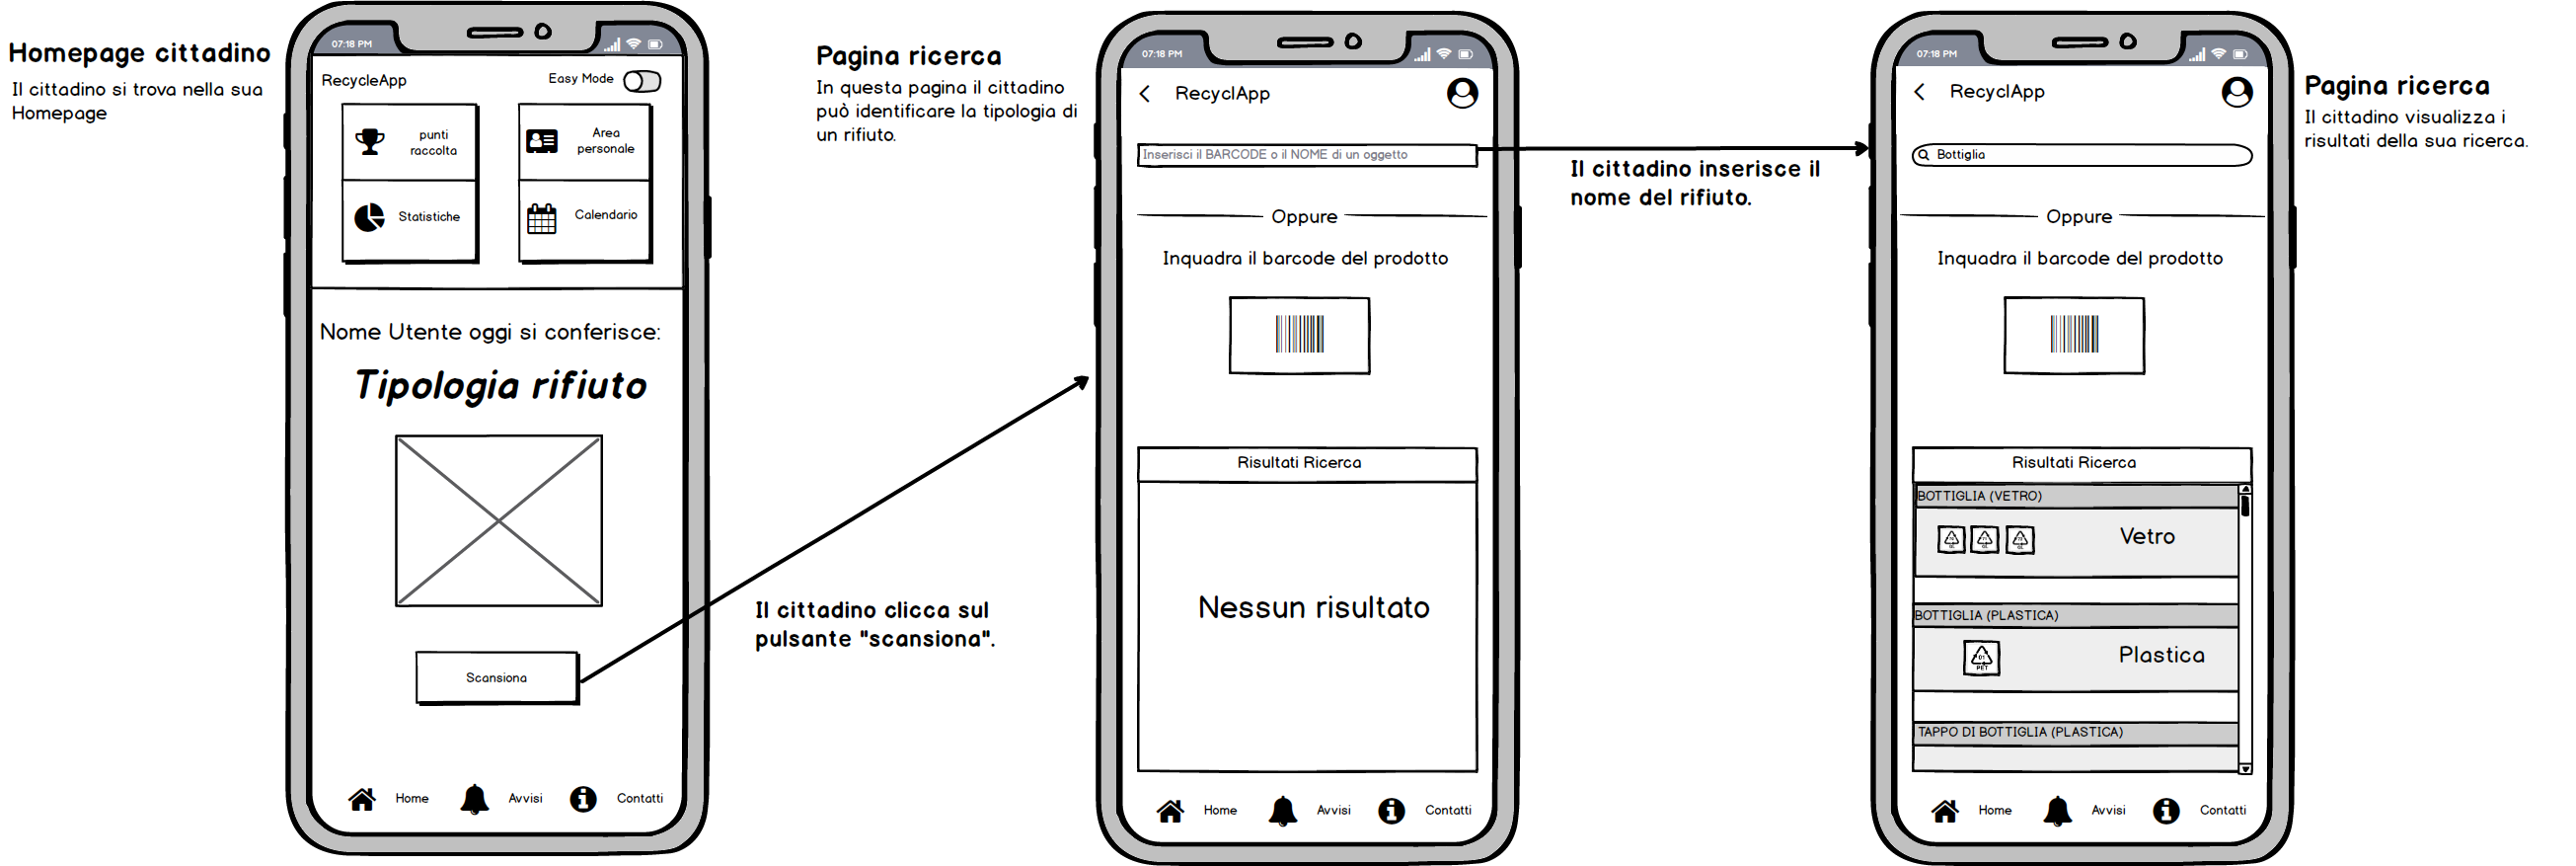 Homepage cittadino
Il cittadino si trova nella sua
Homepage
07:18 PM
RecycleApp
Easy Mode
punti
raccolta
Area
personale
Statistiche
Calendario
Nome Utente oggi si conferisce:
Tipologia rifiuto
Scansiona
Home
Avvisi
Contatti
Il cittadino clicca sul
pulsante "scansiona".
Pagina ricerca
In questa pagina il cittadino
può identificare la tipologia di
un rifiuto.
07:18 PM
RecyclApp
Inserisci il BARCODE o il NOME di un oggetto
Oppure
Inquadra il barcode del prodotto
Risultati Ricerca
Nessun risultato
Home
Avvisi
Contatti
Il cittadino inserisce il
nome del rifiuto.
07:18 PM
RecyclApp
Bottiglia
Oppure
Inquadra il barcode del prodotto
Risultati Ricerca
BOTTIGLIA (VETRO)
Vetro
BOTTIGLIA (PLASTICA)
01
PET
Plastica
TAPPO DI BOTTIGLIA (PLASTICA)
Home
Avvisi
Contatti
Pagina ricerca
Il cittadino visualizza i
risultati della sua ricerca.